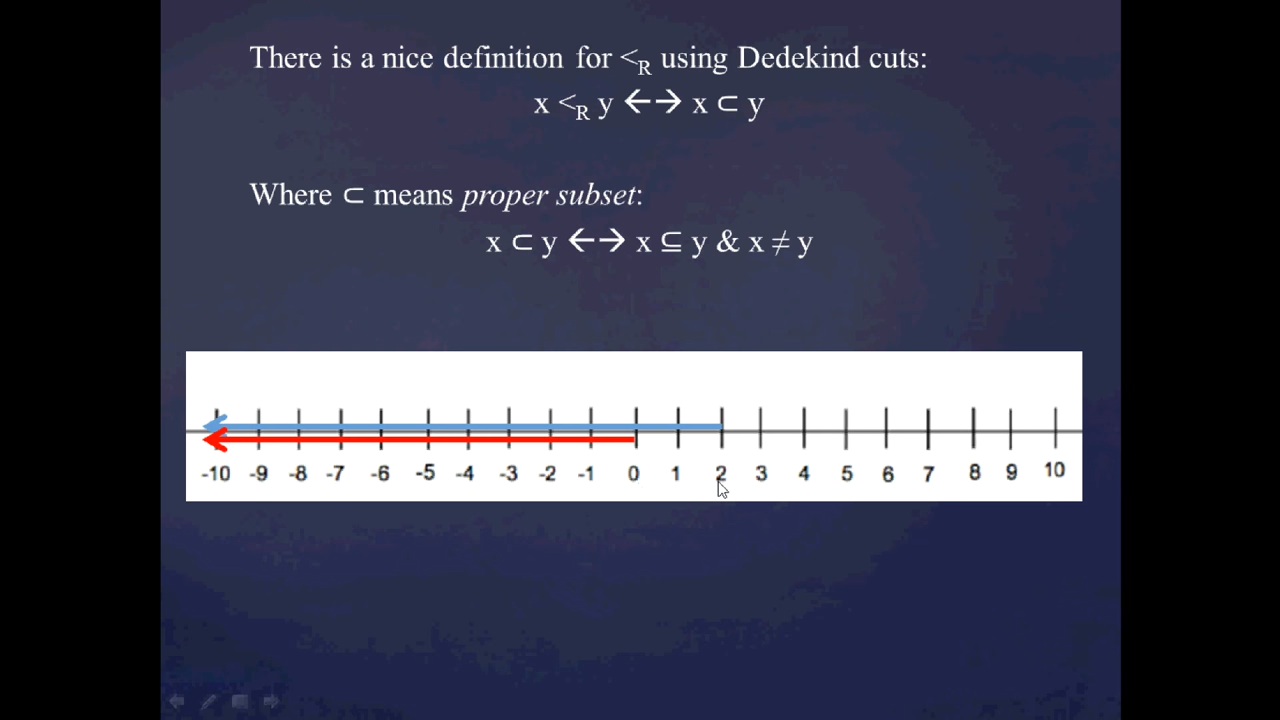 There is a nice definition for <R using Dedekind cuts:
x <R y ←→ x ⊂ y
Where ⊂ means proper subset:
x ⊂ y ←→ x ⊆ y & x ≠ y
-10 -9 -8 -7 -6 -5 -4 -3 -2 -1 0 1 2 3 4 5 6 7 8 9 10